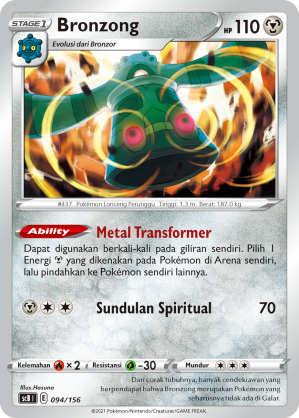 STAGE 1 Bronzong HP 110
Evolusi dari Bronzor
#437 Pokémon Lonceng Perunggu Tinggi: 1.3 m Berat: 187.0 kg
Ability Metal Transformer
Dapat digunakan berkali-kali pada giliran sendiri. Pilih 1
Energi yang dikenakan pada Pokémon di Arena sendiri,
lalu pindahkan ke Pokémon sendiri lainnya.
Sundulan Spiritual 70
Kelemahan ×2 Resistansi -30 Mundur
Illus. Hasuno
Dari corak tubuhnya, banyak cendekiawan
berpendapat bahwa Bronzong merupakan Pokémon yang
sebenarnya tidak berhabitat asli di Galar.
sc3 I E 094/156
©2021 Pokémon/Nintendo/Creatures/GAME FREAK